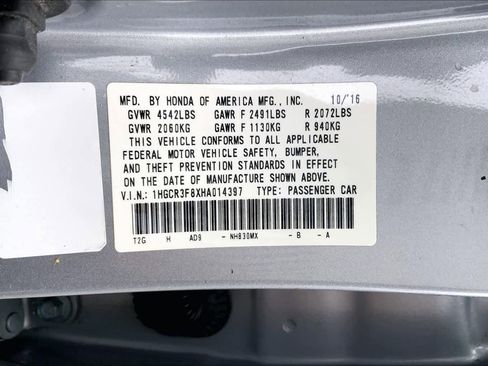 MFD. BY HONDA OF AMERICA MFG., INC. 10/'16
GVWR 4542LBS GAWR F 2491LBS R 2072LBS
GVWR 2060KG GAWR F 1130KG R 940KG
THIS VEHICLE CONFORMS TO ALL APPLICABLE
FEDERAL MOTOR VEHICLE SAFETY, BUMPER,
AND THEFT PREVENTION STANDARDS IN EFFECT
ON THE DATE OF MANUFACTURE SHOWN ABOVE.
V.I.N.: 1HGCR3F8XHA014397 TYPE: PASSENGER CAR
T2G H AD9 - NH830MX - B - A